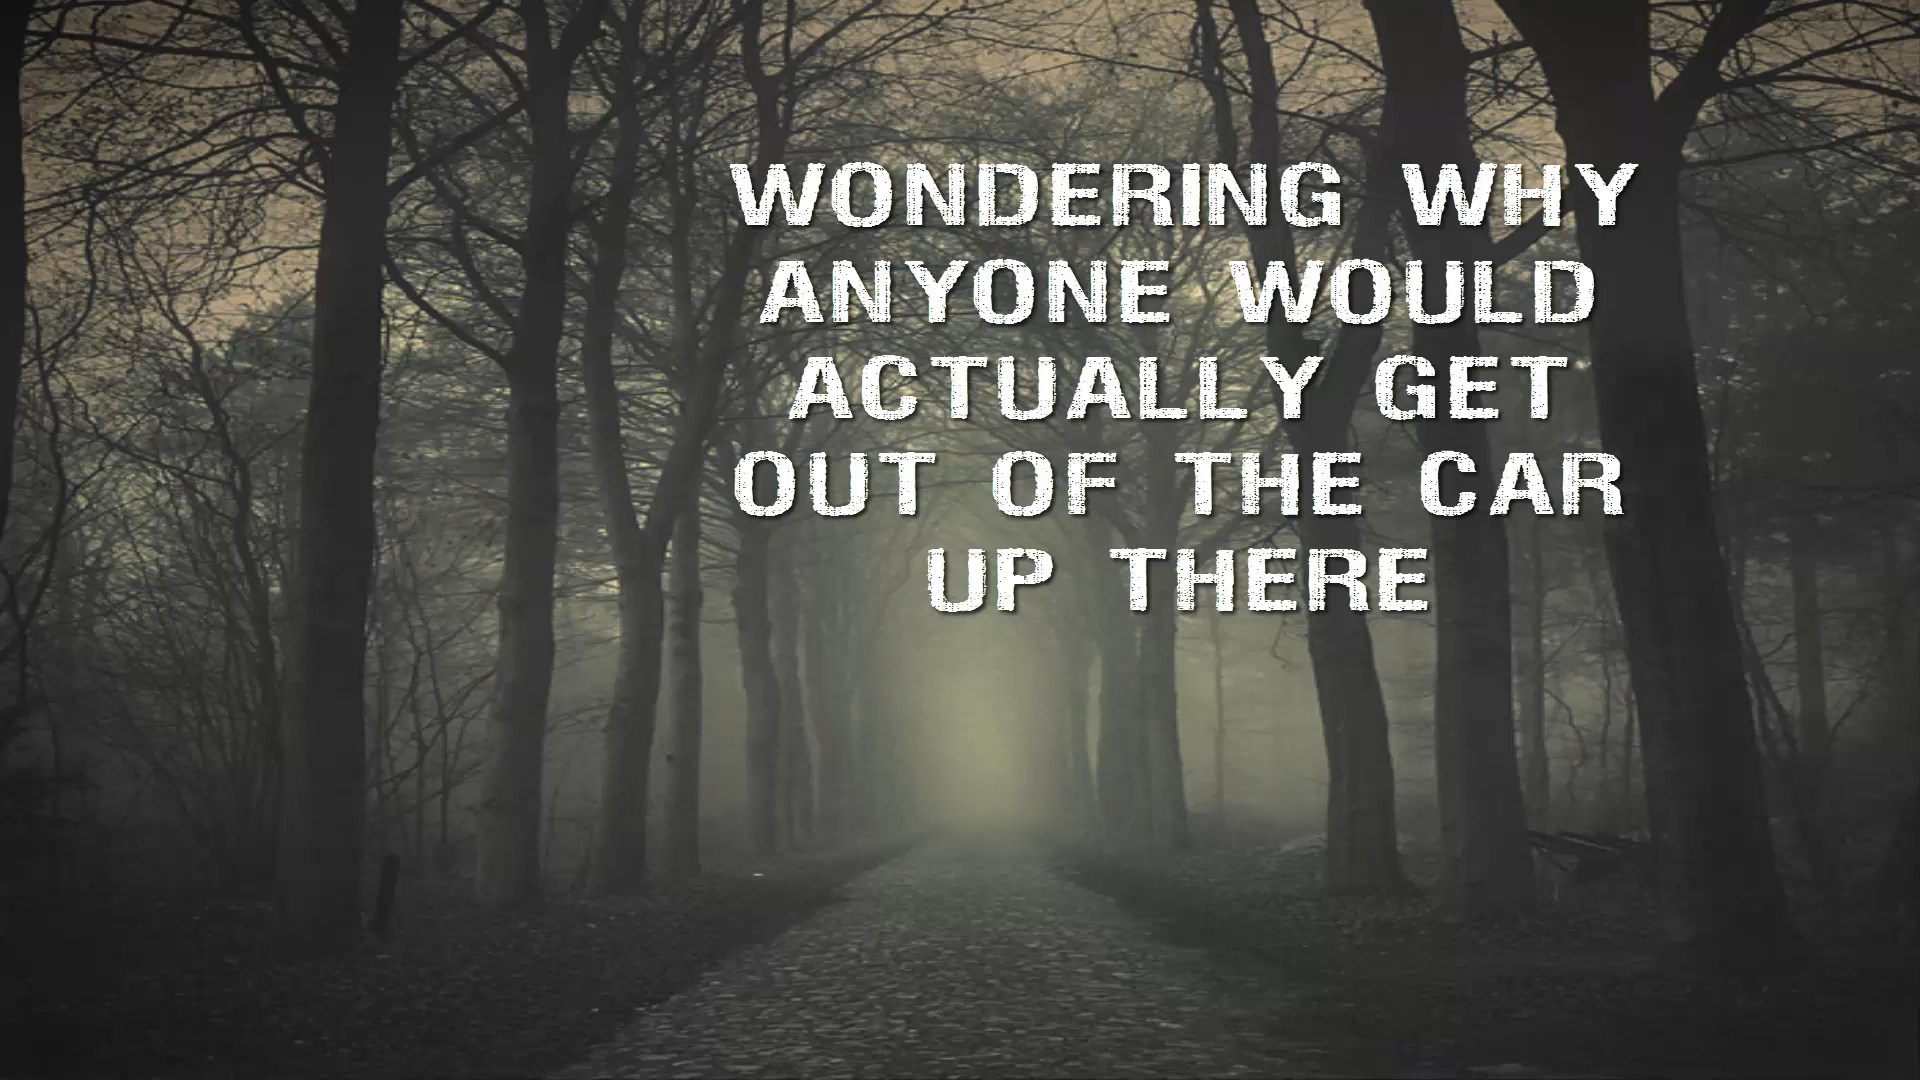 WONDERING WHY
ANYONE WOULD
ACTUALLY GET
OUT OF THE CAR
UP THERE